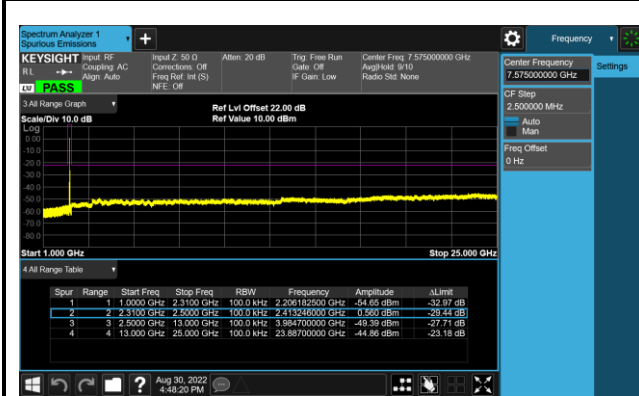 Spectrum Analyzer 1
Spurious Emissions
Frequency
KEYSIGHT Input: RF Input Z: 50 Ω Atten: 20 dB Trig: Free Run Center Freq: 7.575000000 GHz
R L Coupling: AC Corrections: Off Gate: Off Avg|Hold: 9/10
Align: Auto Freq Ref: Int (S) IF Gain: Low Radio Std: None
NFE: Off
LXI PASS
Center Frequency
7.575000000 GHz
Settings
CF Step
2.500000 MHz
Auto
Man
Freq Offset
0 Hz
3 All Range Graph
Ref Lvl Offset 22.00 dB
Scale/Div 10.0 dB Ref Value 10.00 dBm
Log
0.00
-10.0
-20.0
-30.0
-40.0
-50.0
-60.0
-70.0
-80.0
Start 1.000 GHz Stop 25.000 GHz
4 All Range Table
Spur Range Start Freq Stop Freq RBW Frequency Amplitude ΔLimit
1 1 1.0000 GHz 2.3100 GHz 100.0 kHz 2.206182500 GHz -54.65 dBm -32.97 dB
2 2 2.3100 GHz 2.5000 GHz 100.0 kHz 2.413246000 GHz 0.560 dBm -29.44 dB
3 3 2.5000 GHz 13.000 GHz 100.0 kHz 3.984700000 GHz -49.39 dBm -27.71 dB
4 4 13.000 GHz 25.000 GHz 100.0 kHz 23.88700000 GHz -44.86 dBm -23.18 dB
Aug 30, 2022
4:48:20 PM